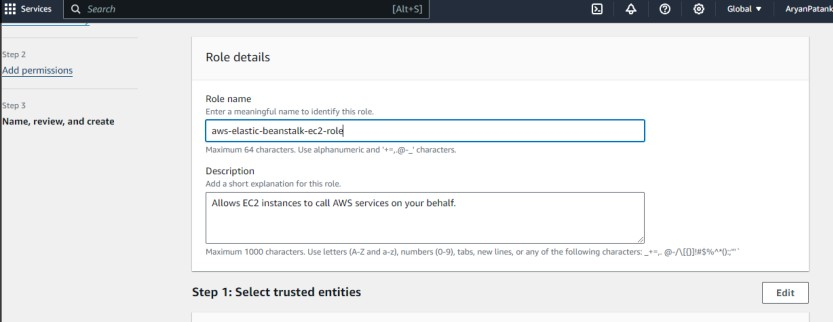 Services
Search
[Alt+S]
Global
AryanPatank
Step 2
Add permissions
Step 3
Name, review, and create
Role details
Role name
Enter a meaningful name to identify this role.
aws-elastic-beanstalk-ec2-role
Maximum 64 characters. Use alphanumeric and '+=,.@-_' characters.
Description
Add a short explanation for this role.
Allows EC2 instances to call AWS services on your behalf.
Maximum 1000 characters. Use letters (A-Z and a-z), numbers (0-9), tabs, new lines, or any of the following characters: _+=,. @-/\[{}]!#$%^*();:"'`
Step 1: Select trusted entities
Edit